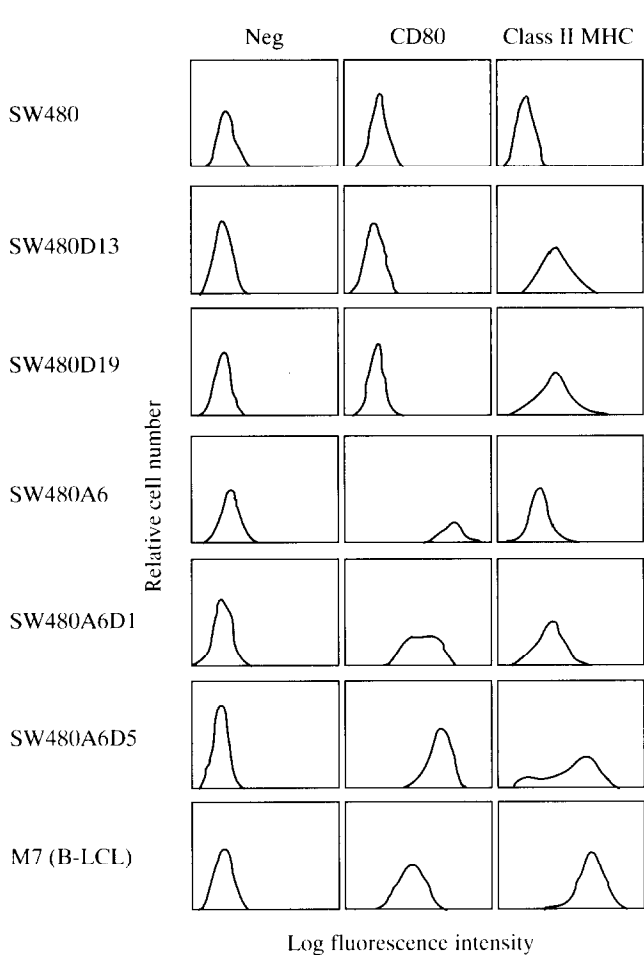 Neg CD80 Class II MHC
SW480
SW480D13
SW480D19
SW480A6
SW480A6D1
SW480A6D5
M7 (B-LCL)
Relative cell number
Log fluorescence intensity